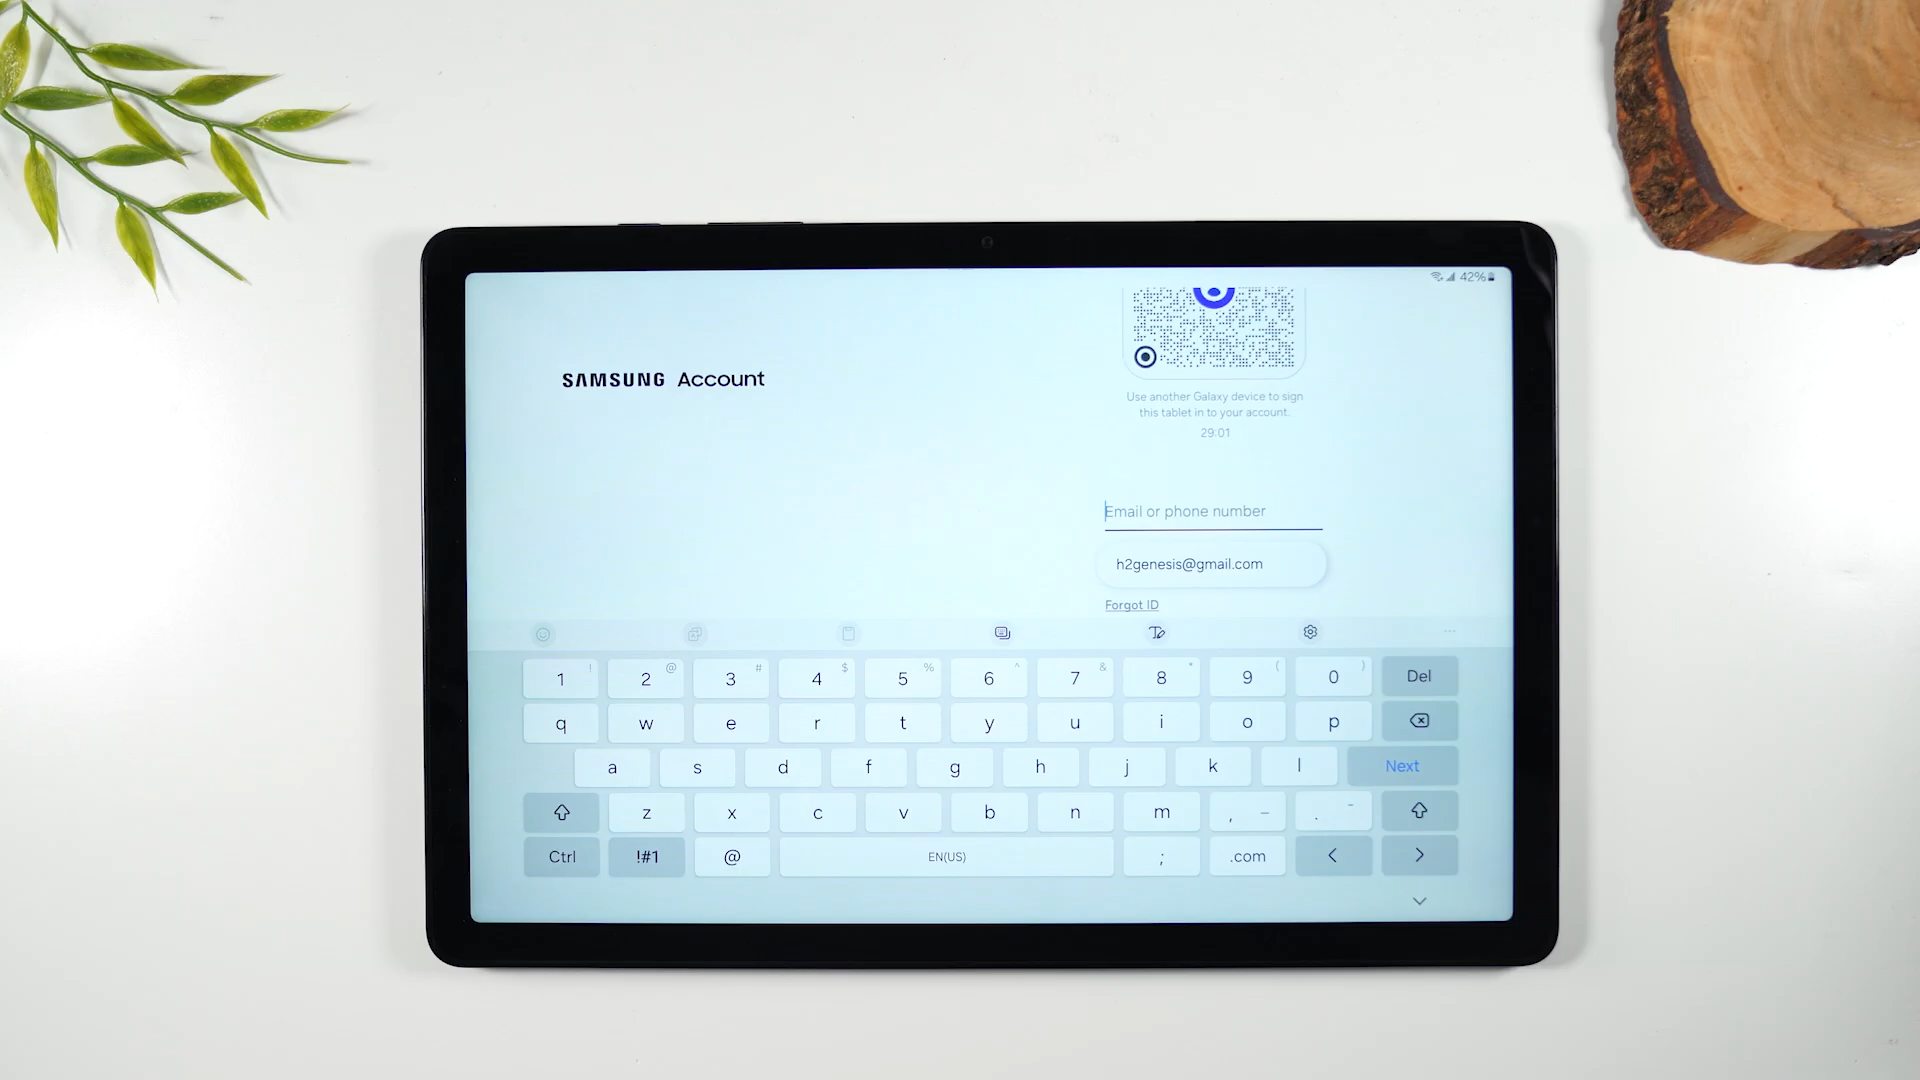 42%
SAMSUNG Account
Use another Galaxy device to sign
this tablet in to your account.
29:01
Email or phone number
h2genesis@gmail.com
Forgot ID
1 ! 2 @ 3 # 4 $ 5 % 6 ^ 7 & 8 * 9 ( 0 ) Del
q w e r t y u i o p
a s d f g h j k l Next
z x c v b n m , – . -
Ctrl !#1 @ EN(US) ; .com < >